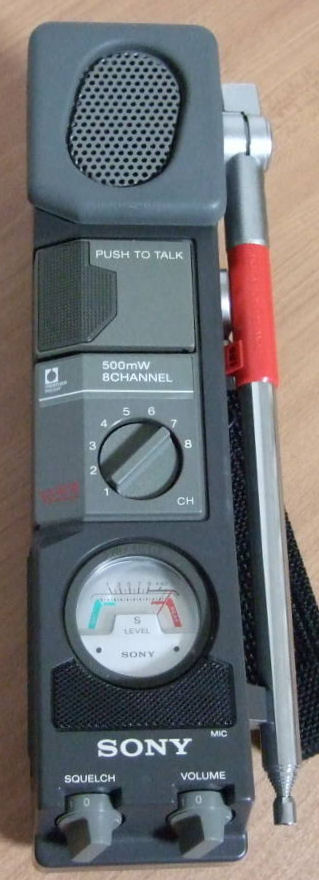 PUSH TO TALK
500mW
8CHANNEL
5 6
4 7
3 8
2
1
CH
S
LEVEL
SONY
MIC
SONY
SQUELCH VOLUME
0 0